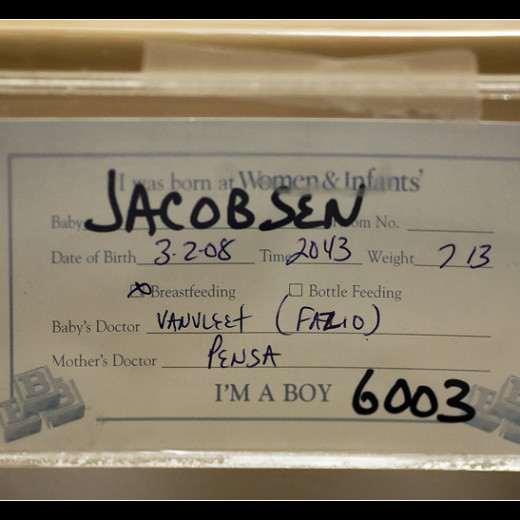 I was born at Women & Infants'
Baby JACOBSEN Room No.
Date of Birth 3-2-08 Time 2043 Weight 7 13
X Breastfeeding ☐ Bottle Feeding
Baby's Doctor VANVLEET (FAZIO)
Mother's Doctor PENSA
I'M A BOY 6003